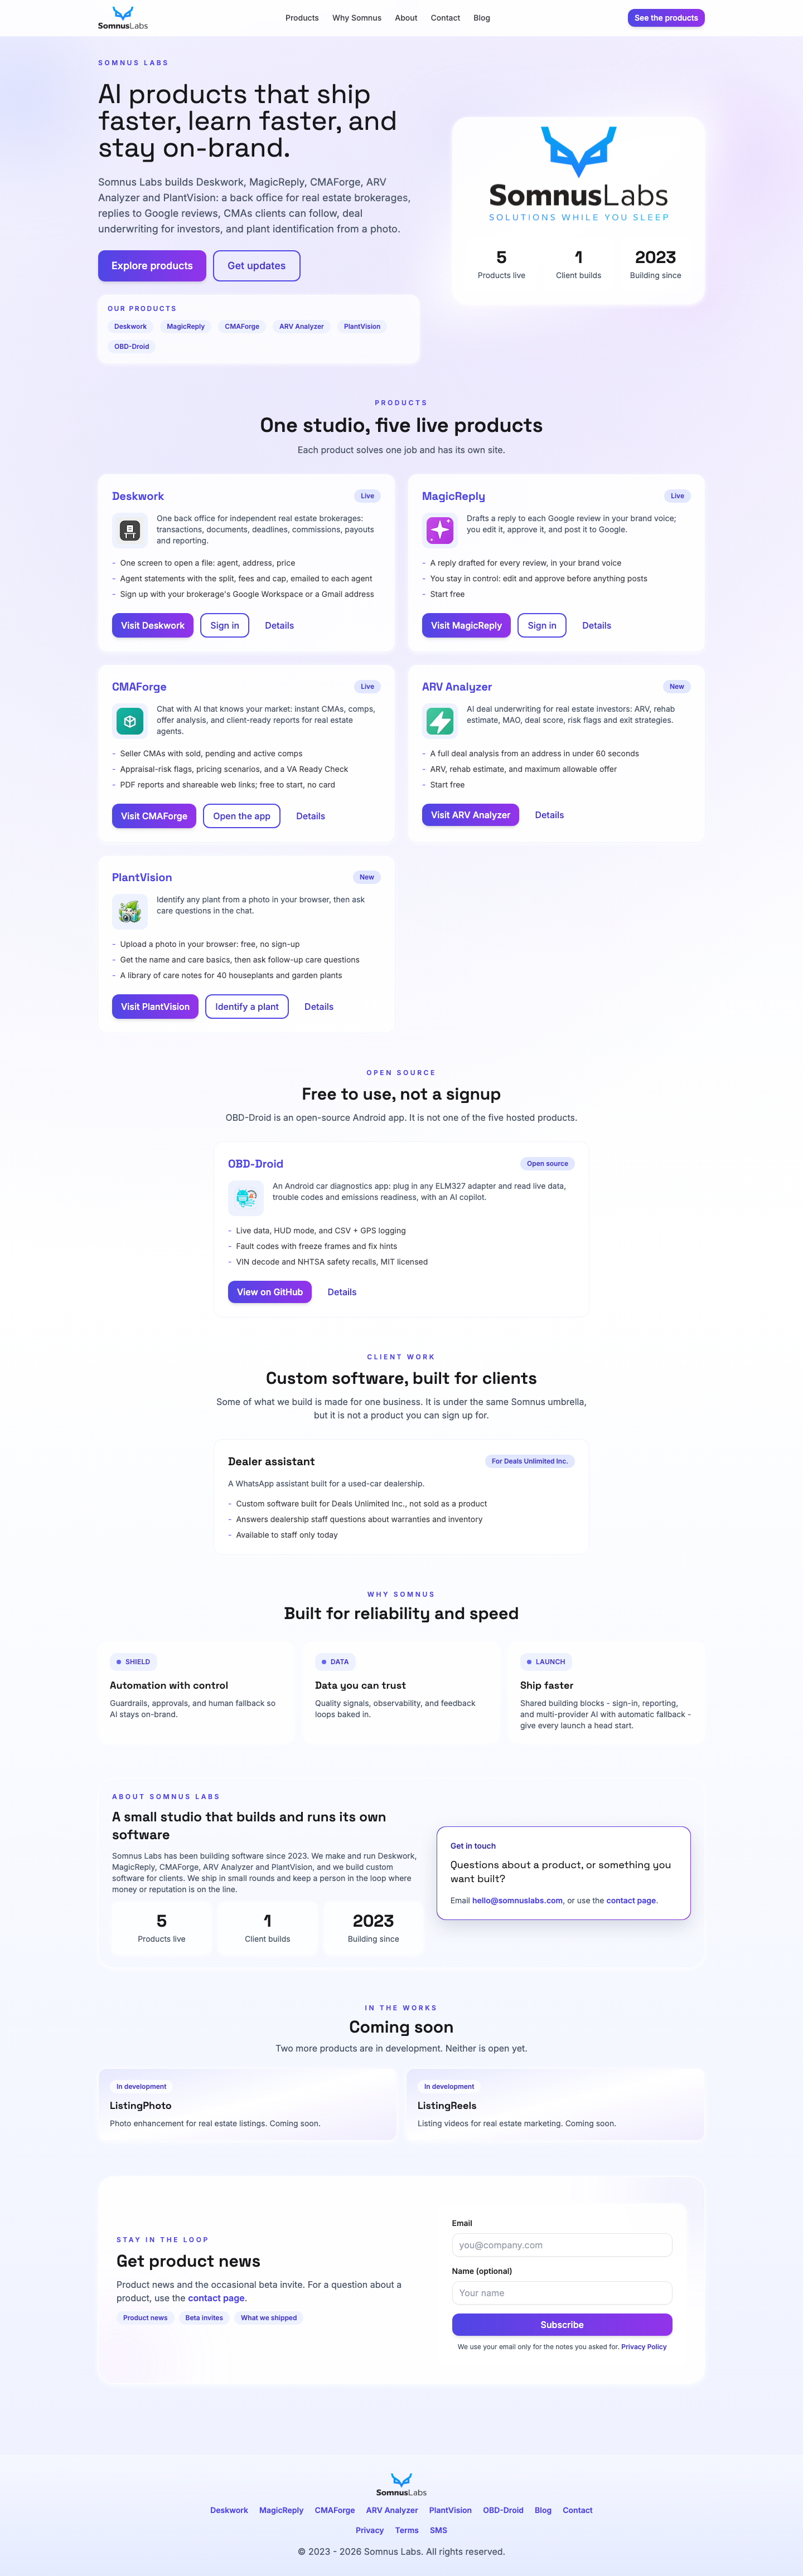 SomnusLabs
Products Why Somnus About Contact Blog
See the products
SOMNUS LABS
AI products that ship
faster, learn faster, and
stay on-brand.
Somnus Labs builds Deskwork, MagicReply, CMAForge, ARV
Analyzer and PlantVision: a back office for independent real estate brokerages,
replies to Google reviews, CMAs clients can follow, deal
underwriting for investors, and plant identification from a photo.
Explore products
Get updates
OUR PRODUCTS
Deskwork MagicReply CMAForge ARV Analyzer PlantVision
OBD-Droid
SomnusLabs
SOLUTIONS WHILE YOU SLEEP
5 1 2023
Products live Client builds Building since
PRODUCTS
One studio, five live products
Each product solves one job and has its own site.
Deskwork
Live
One back office for independent real estate brokerages:
transactions, documents, deadlines, commissions, payouts
and reporting.
- One screen to open a file: agent, address, price
- Agent statements with the split, fees and cap, emailed to each agent
- Sign up with your brokerage's Google Workspace or a Gmail address
Visit Deskwork Sign in Details
MagicReply
Live
Drafts a reply to each Google review in your brand voice;
you edit it, approve it, and post it to Google.
- A reply drafted for every review, in your brand voice
- You stay in control: edit and approve before anything posts
- Start free
Visit MagicReply Sign in Details
CMAForge
Live
Chat with AI that knows your market: instant CMAs, comps,
offer analysis, and client-ready reports for real estate
agents.
- Seller CMAs with sold, pending and active comps
- Appraisal-risk flags, pricing scenarios, and a VA Ready Check
- PDF reports and shareable web links; free to start, no card
Visit CMAForge Open the app Details
ARV Analyzer
New
AI deal underwriting for real estate investors: ARV, rehab
estimate, MAO, deal score, risk flags and exit strategies.
- A full deal analysis from an address in under 60 seconds
- ARV, rehab estimate, and maximum allowable offer
- Start free
Visit ARV Analyzer Details
PlantVision
New
Identify any plant from a photo in your browser, then ask
care questions in the chat.
- Upload a photo in your browser: free, no sign-up
- Get the name and care basics, then ask follow-up care questions
- A library of care notes for 40 houseplants and garden plants
Visit PlantVision Identify a plant Details
OPEN SOURCE
Free to use, not a signup
OBD-Droid is an open-source Android app. It is not one of the five hosted products.
OBD-Droid
Open source
An Android car diagnostics app: plug in any ELM327 adapter and read live data,
trouble codes and emissions readiness, with an AI copilot.
- Live data, HUD mode, and CSV + GPS logging
- Fault codes with freeze frames and fix hints
- VIN decode and NHTSA safety recalls, MIT licensed
View on GitHub Details
CLIENT WORK
Custom software, built for clients
Some of what we build is made for one business. It is under the same Somnus umbrella,
but it is not a product you can sign up for.
Dealer assistant
For Deals Unlimited Inc.
A WhatsApp assistant built for a used-car dealership.
- Custom software built for Deals Unlimited Inc., not sold as a product
- Answers dealership staff questions about warranties and inventory
- Available to staff only today
WHY SOMNUS
Built for reliability and speed
SHIELD
Automation with control
Guardrails, approvals, and human fallback so
AI stays on-brand.
DATA
Data you can trust
Quality signals, observability, and feedback
loops baked in.
LAUNCH
Ship faster
Shared building blocks - sign-in, reporting,
and multi-provider AI with automatic fallback -
give every launch a head start.
ABOUT SOMNUS LABS
A small studio that builds and runs its own
software
Somnus Labs has been building software since 2023. We make and run Deskwork,
MagicReply, CMAForge, ARV Analyzer and PlantVision, and we build custom
software for clients. We ship in small rounds and keep a person in the loop where
money or reputation is on the line.
5 1 2023
Products live Client builds Building since
Get in touch
Questions about a product, or something you
want built?
Email hello@somnuslabs.com, or use the contact page.
IN THE WORKS
Coming soon
Two more products are in development. Neither is open yet.
In development
ListingPhoto
Photo enhancement for real estate listings. Coming soon.
In development
ListingReels
Listing videos for real estate marketing. Coming soon.
STAY IN THE LOOP
Get product news
Product news and the occasional beta invite. For a question about a
product, use the contact page.
Product news Beta invites What we shipped
Email
you@company.com
Name (optional)
Your name
Subscribe
We use your email only for the notes you asked for. Privacy Policy
SomnusLabs
Deskwork MagicReply CMAForge ARV Analyzer PlantVision OBD-Droid Blog Contact
Privacy Terms SMS
© 2023 - 2026 Somnus Labs. All rights reserved.